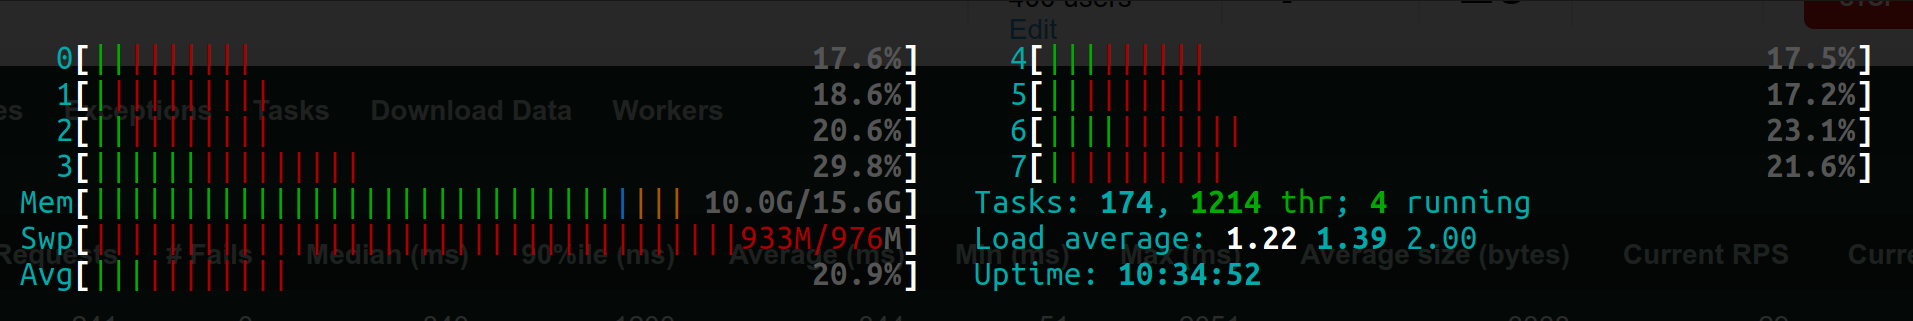 400 users
Edit
STOP
0[|||||||||17.6%] 4[|||||||||17.5%]
1[||||||||||18.6%] 5[|||||||||17.2%]
es Exceptions Tasks Download Data Workers
2[||||||||||20.6%] 6[|||||||||||23.1%]
3[|||||||||||||||29.8%] 7[||||||||||21.6%]
Mem[|||||||||||||||||||||||||||||||||10.0G/15.6G] Tasks: 174, 1214 thr; 4 running
Swp[||||||||||||||||||||||||||||||||||||933M/976M] Load average: 1.22 1.39 2.00
Requests # Fails Median (ms) 90%ile (ms) Average (ms) Min (ms) Max (ms) Average size (bytes) Current RPS Curre
Avg[|||||||||||20.9%] Uptime: 10:34:52